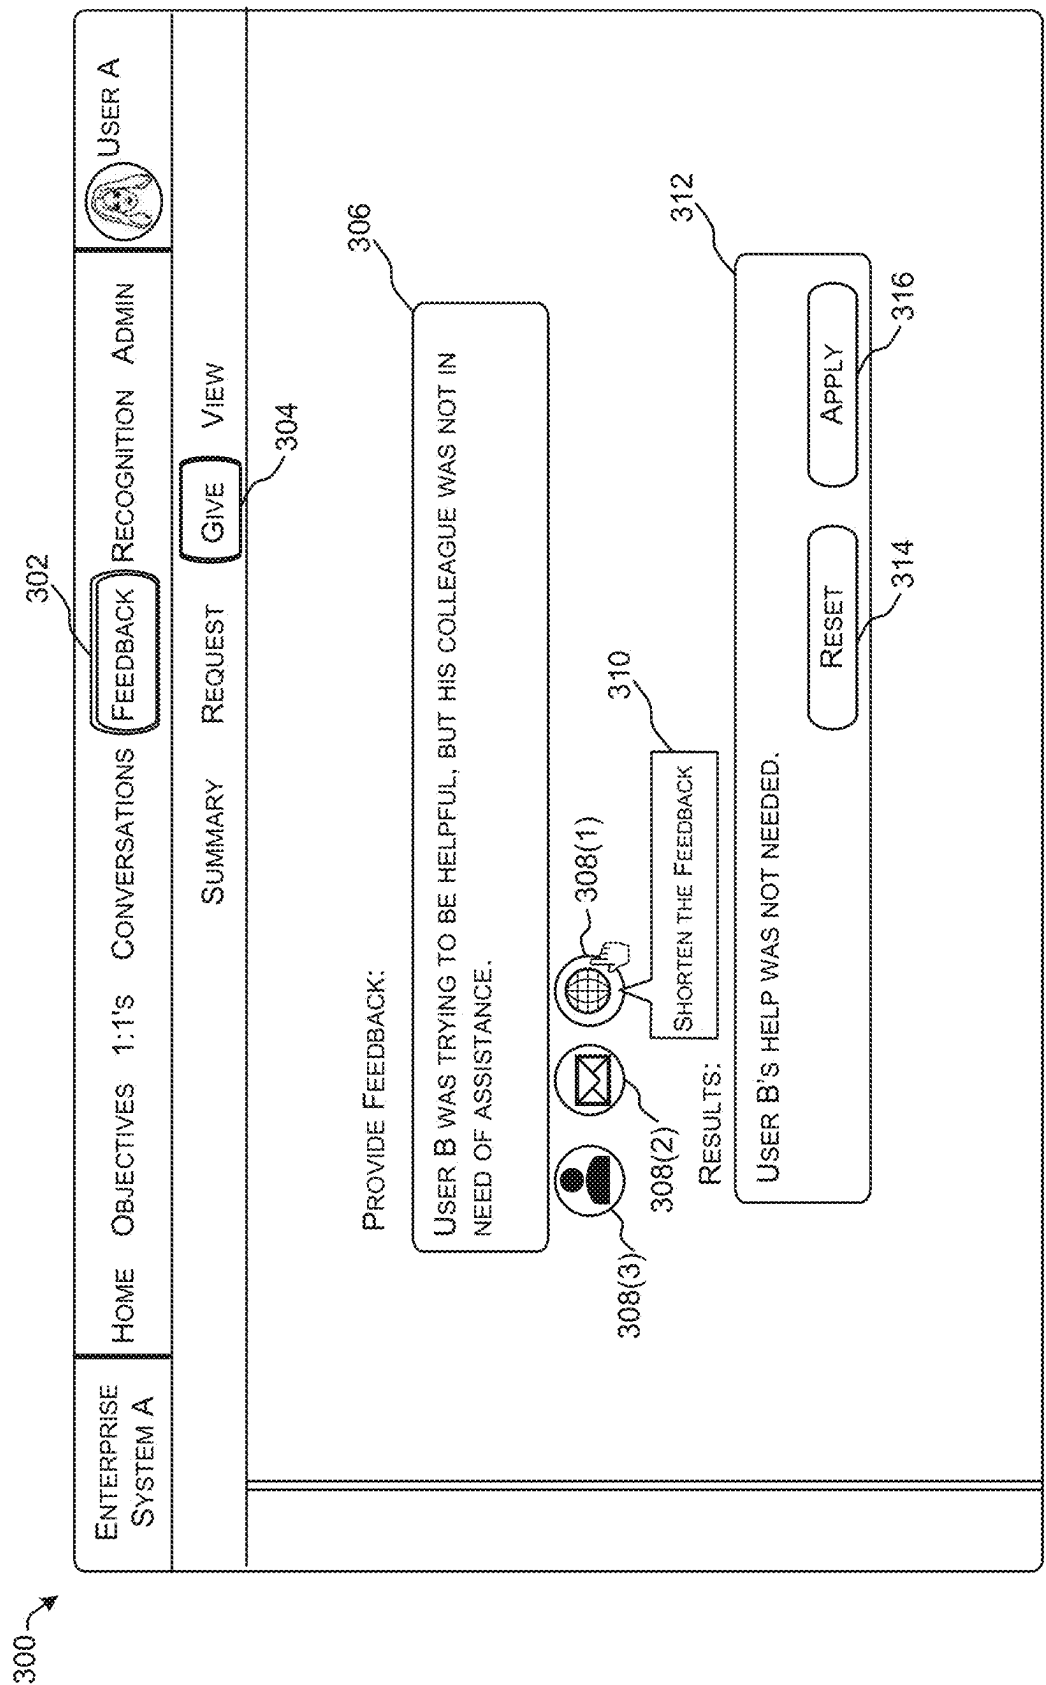 300
ENTERPRISE
SYSTEM A
HOME OBJECTIVES 1:1'S CONVERSATIONS FEEDBACK RECOGNITION ADMIN
USER A
302
SUMMARY REQUEST GIVE VIEW
304
PROVIDE FEEDBACK:
306
USER B WAS TRYING TO BE HELPFUL, BUT HIS COLLEAGUE WAS NOT IN
NEED OF ASSISTANCE.
308(3)
308(2)
308(1)
310
SHORTEN THE FEEDBACK
RESULTS:
312
USER B'S HELP WAS NOT NEEDED.
RESET APPLY
314
316